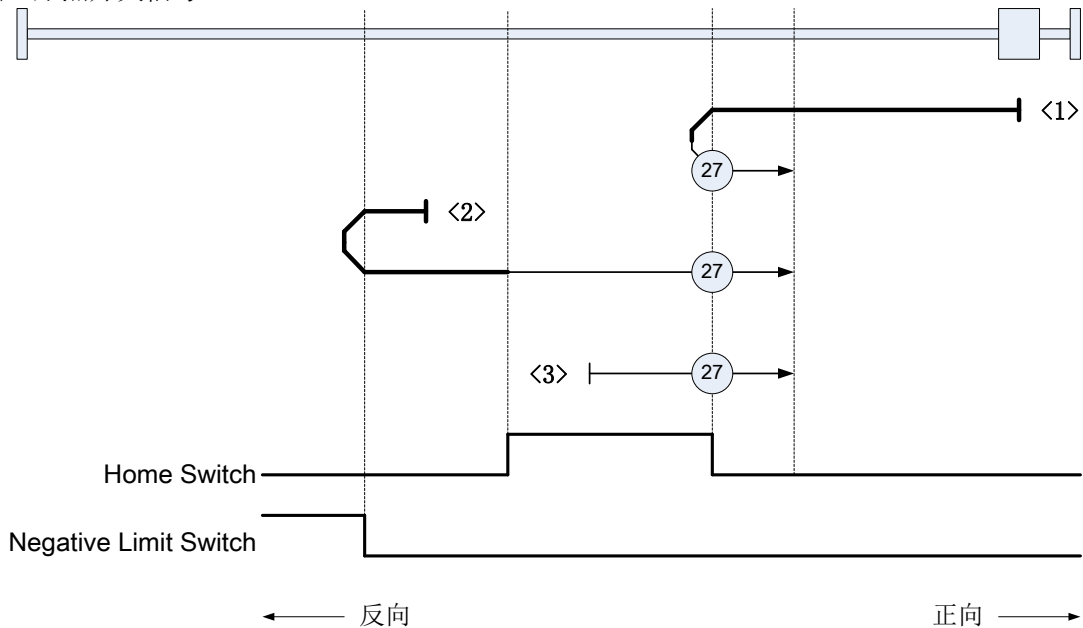 <1>
27
<2>
27
<3>
27
Home Switch
Negative Limit Switch
反向
正向